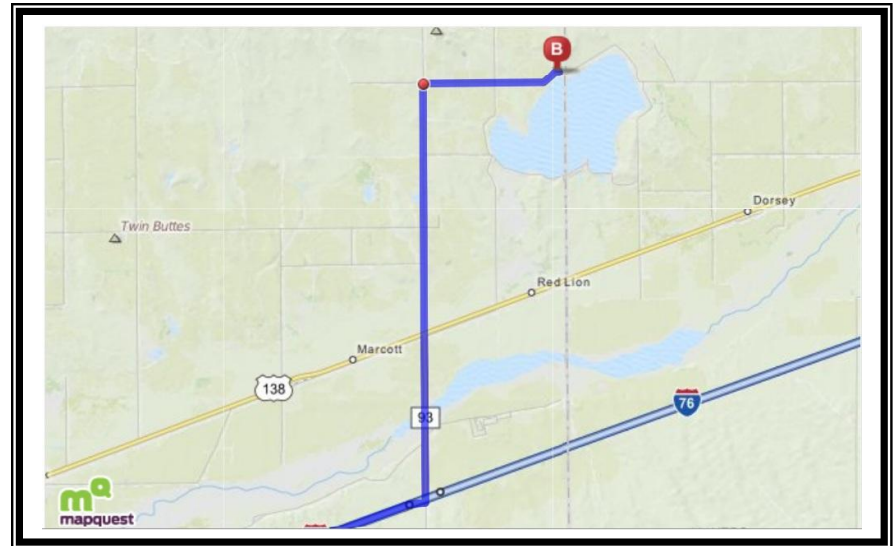 B
Twin Buttes
Dorsey
Red Lion
Marcott
138
93
76
mapquest